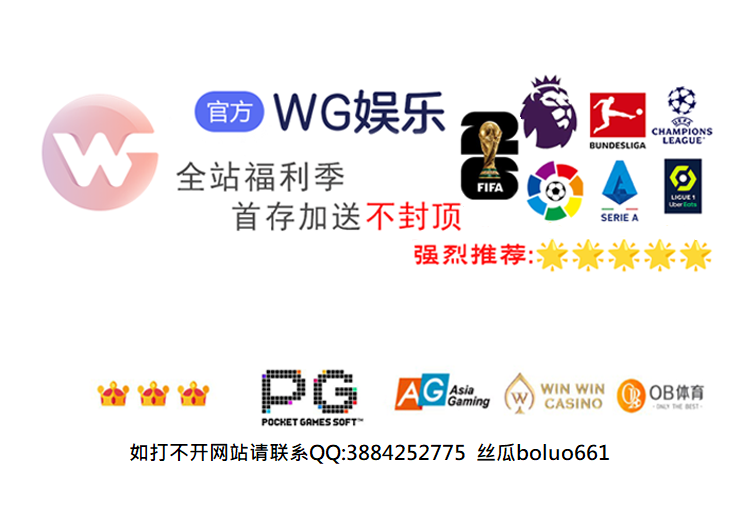 官方 WG娱乐
全站福利季
首存加送不封顶
强烈推荐:
FIFA
BUNDESLIGA
UEFA
CHAMPIONS
LEAGUE
SERIE A
LIGUE 1
Uber Eats
PG
POCKET GAMES SOFT™
AG Asia
Gaming
WIN WIN
CASINO
OB体育
- ONLY THE BEST -
如打不开网站请联系QQ:3884252775 丝瓜boluo661